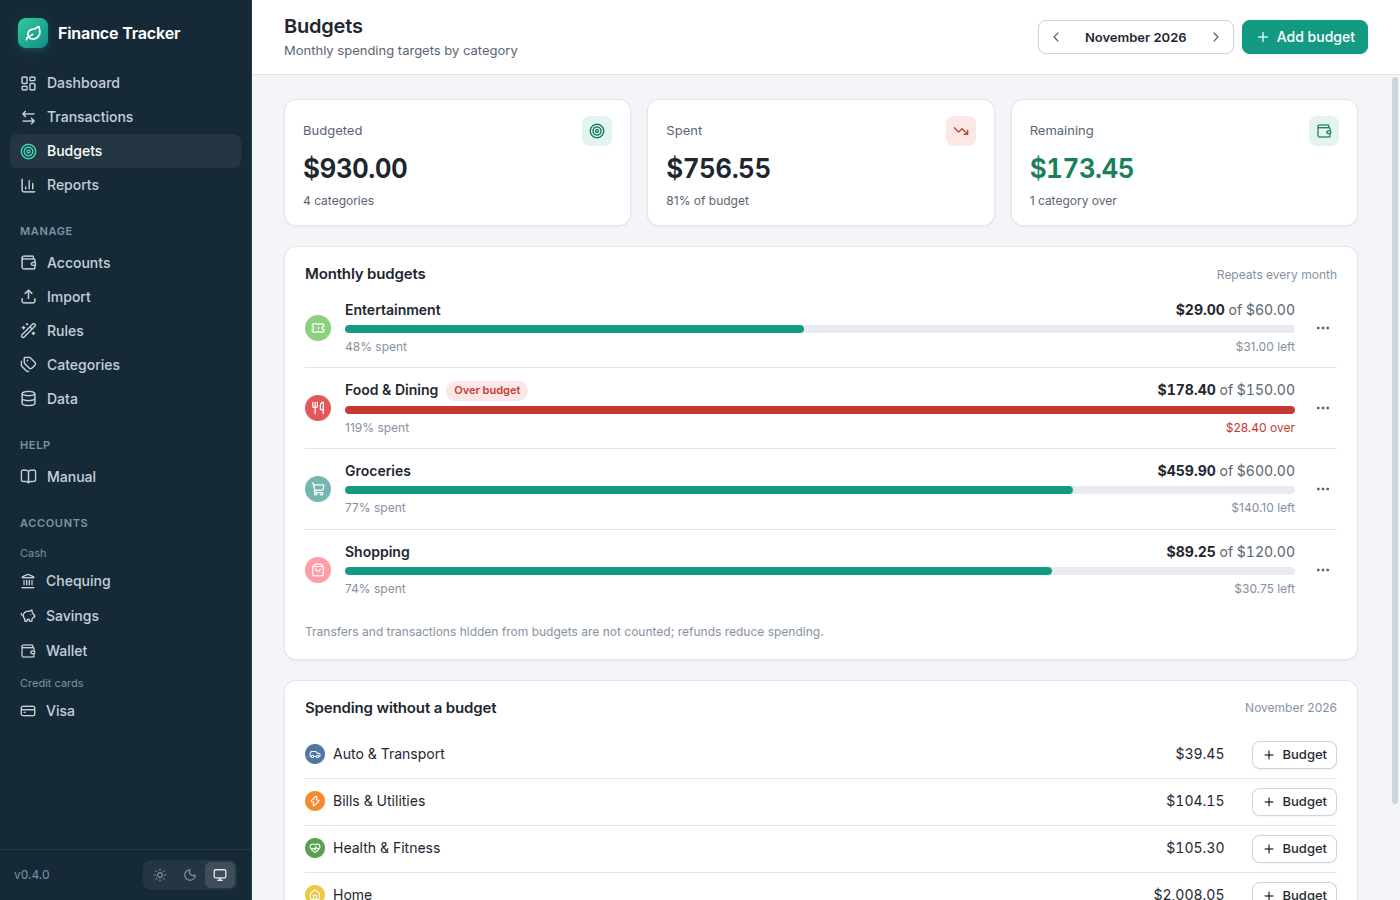 Finance Tracker
Dashboard
Transactions
Budgets
Reports
MANAGE
Accounts
Import
Rules
Categories
Data
HELP
Manual
ACCOUNTS
Cash
Chequing
Savings
Wallet
Credit cards
Visa
v0.4.0
Budgets
Monthly spending targets by category
November 2026
Add budget
Budgeted
$930.00
4 categories
Spent
$756.55
81% of budget
Remaining
$173.45
1 category over
Monthly budgets
Repeats every month
Entertainment
$29.00 of $60.00
48% spent
$31.00 left
Food & Dining
Over budget
$178.40 of $150.00
119% spent
$28.40 over
Groceries
$459.90 of $600.00
77% spent
$140.10 left
Shopping
$89.25 of $120.00
74% spent
$30.75 left
Transfers and transactions hidden from budgets are not counted; refunds reduce spending.
Spending without a budget
November 2026
Auto & Transport
$39.45
Budget
Bills & Utilities
$104.15
Budget
Health & Fitness
$105.30
Budget
Home
$2,008.05
Budget